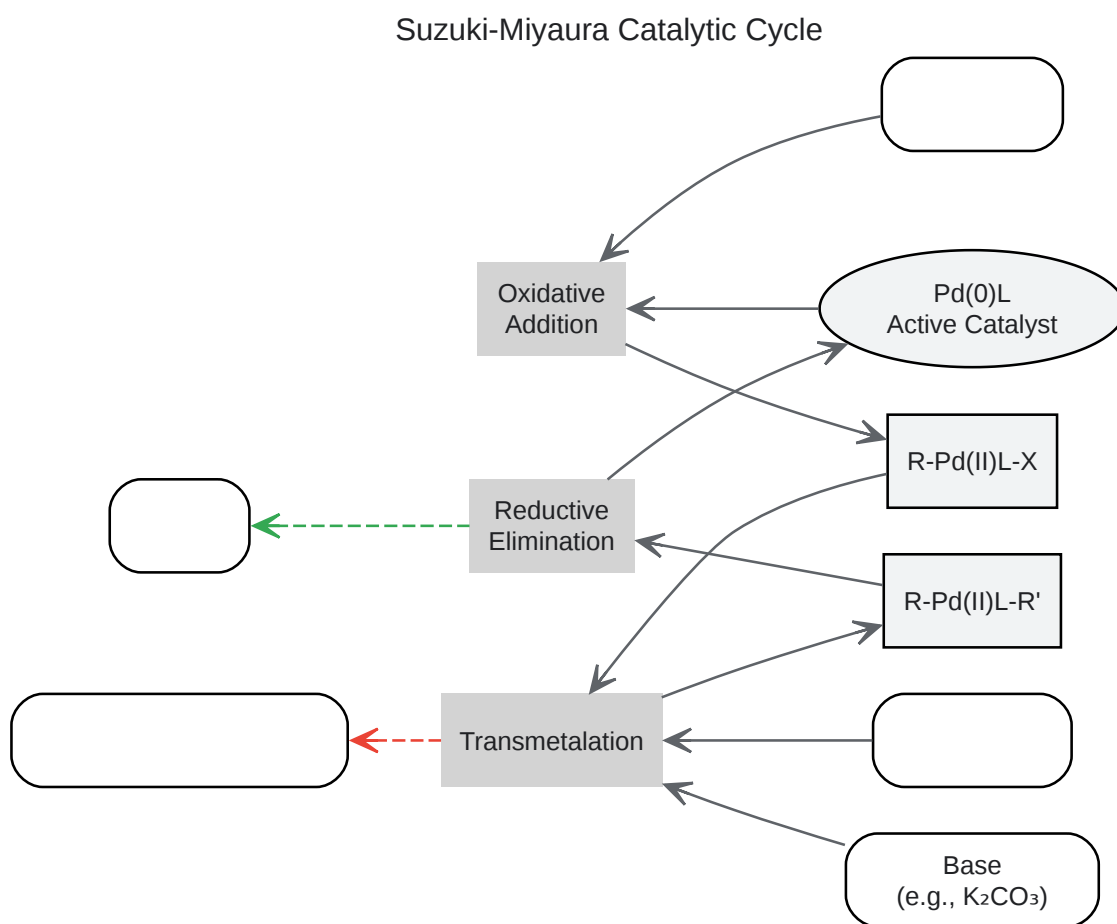 Suzuki-Miyaura Catalytic Cycle
Oxidative
Addition
Pd(0)L
Active Catalyst
R-Pd(II)L-X
Reductive
Elimination
R-Pd(II)L-R'
Transmetalation
Base
(e.g., K₂CO₃)